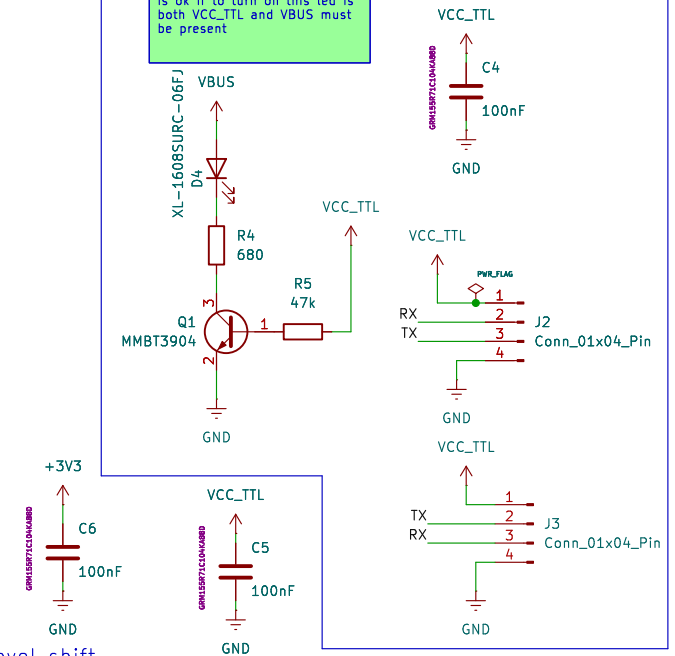 is ok if to turn on this led is
both VCC_TTL and VBUS must
be present
VCC_TTL
C4
GRM155R71C104KA88D
100nF
GND
VBUS
XL-1608SURC-06FJ
D4
R4
680
VCC_TTL
R5
47k
3
1
Q1
MMBT3904
2
GND
VCC_TTL
PWR_FLAG
1
RX
2
J2
TX
3
Conn_01x04_Pin
4
GND
VCC_TTL
1
TX
2
J3
RX
3
Conn_01x04_Pin
4
GND
+3V3
C6
GRM155R71C104KA88D
100nF
GND
VCC_TTL
C5
GRM155R71C104KA88D
100nF
GND
shift